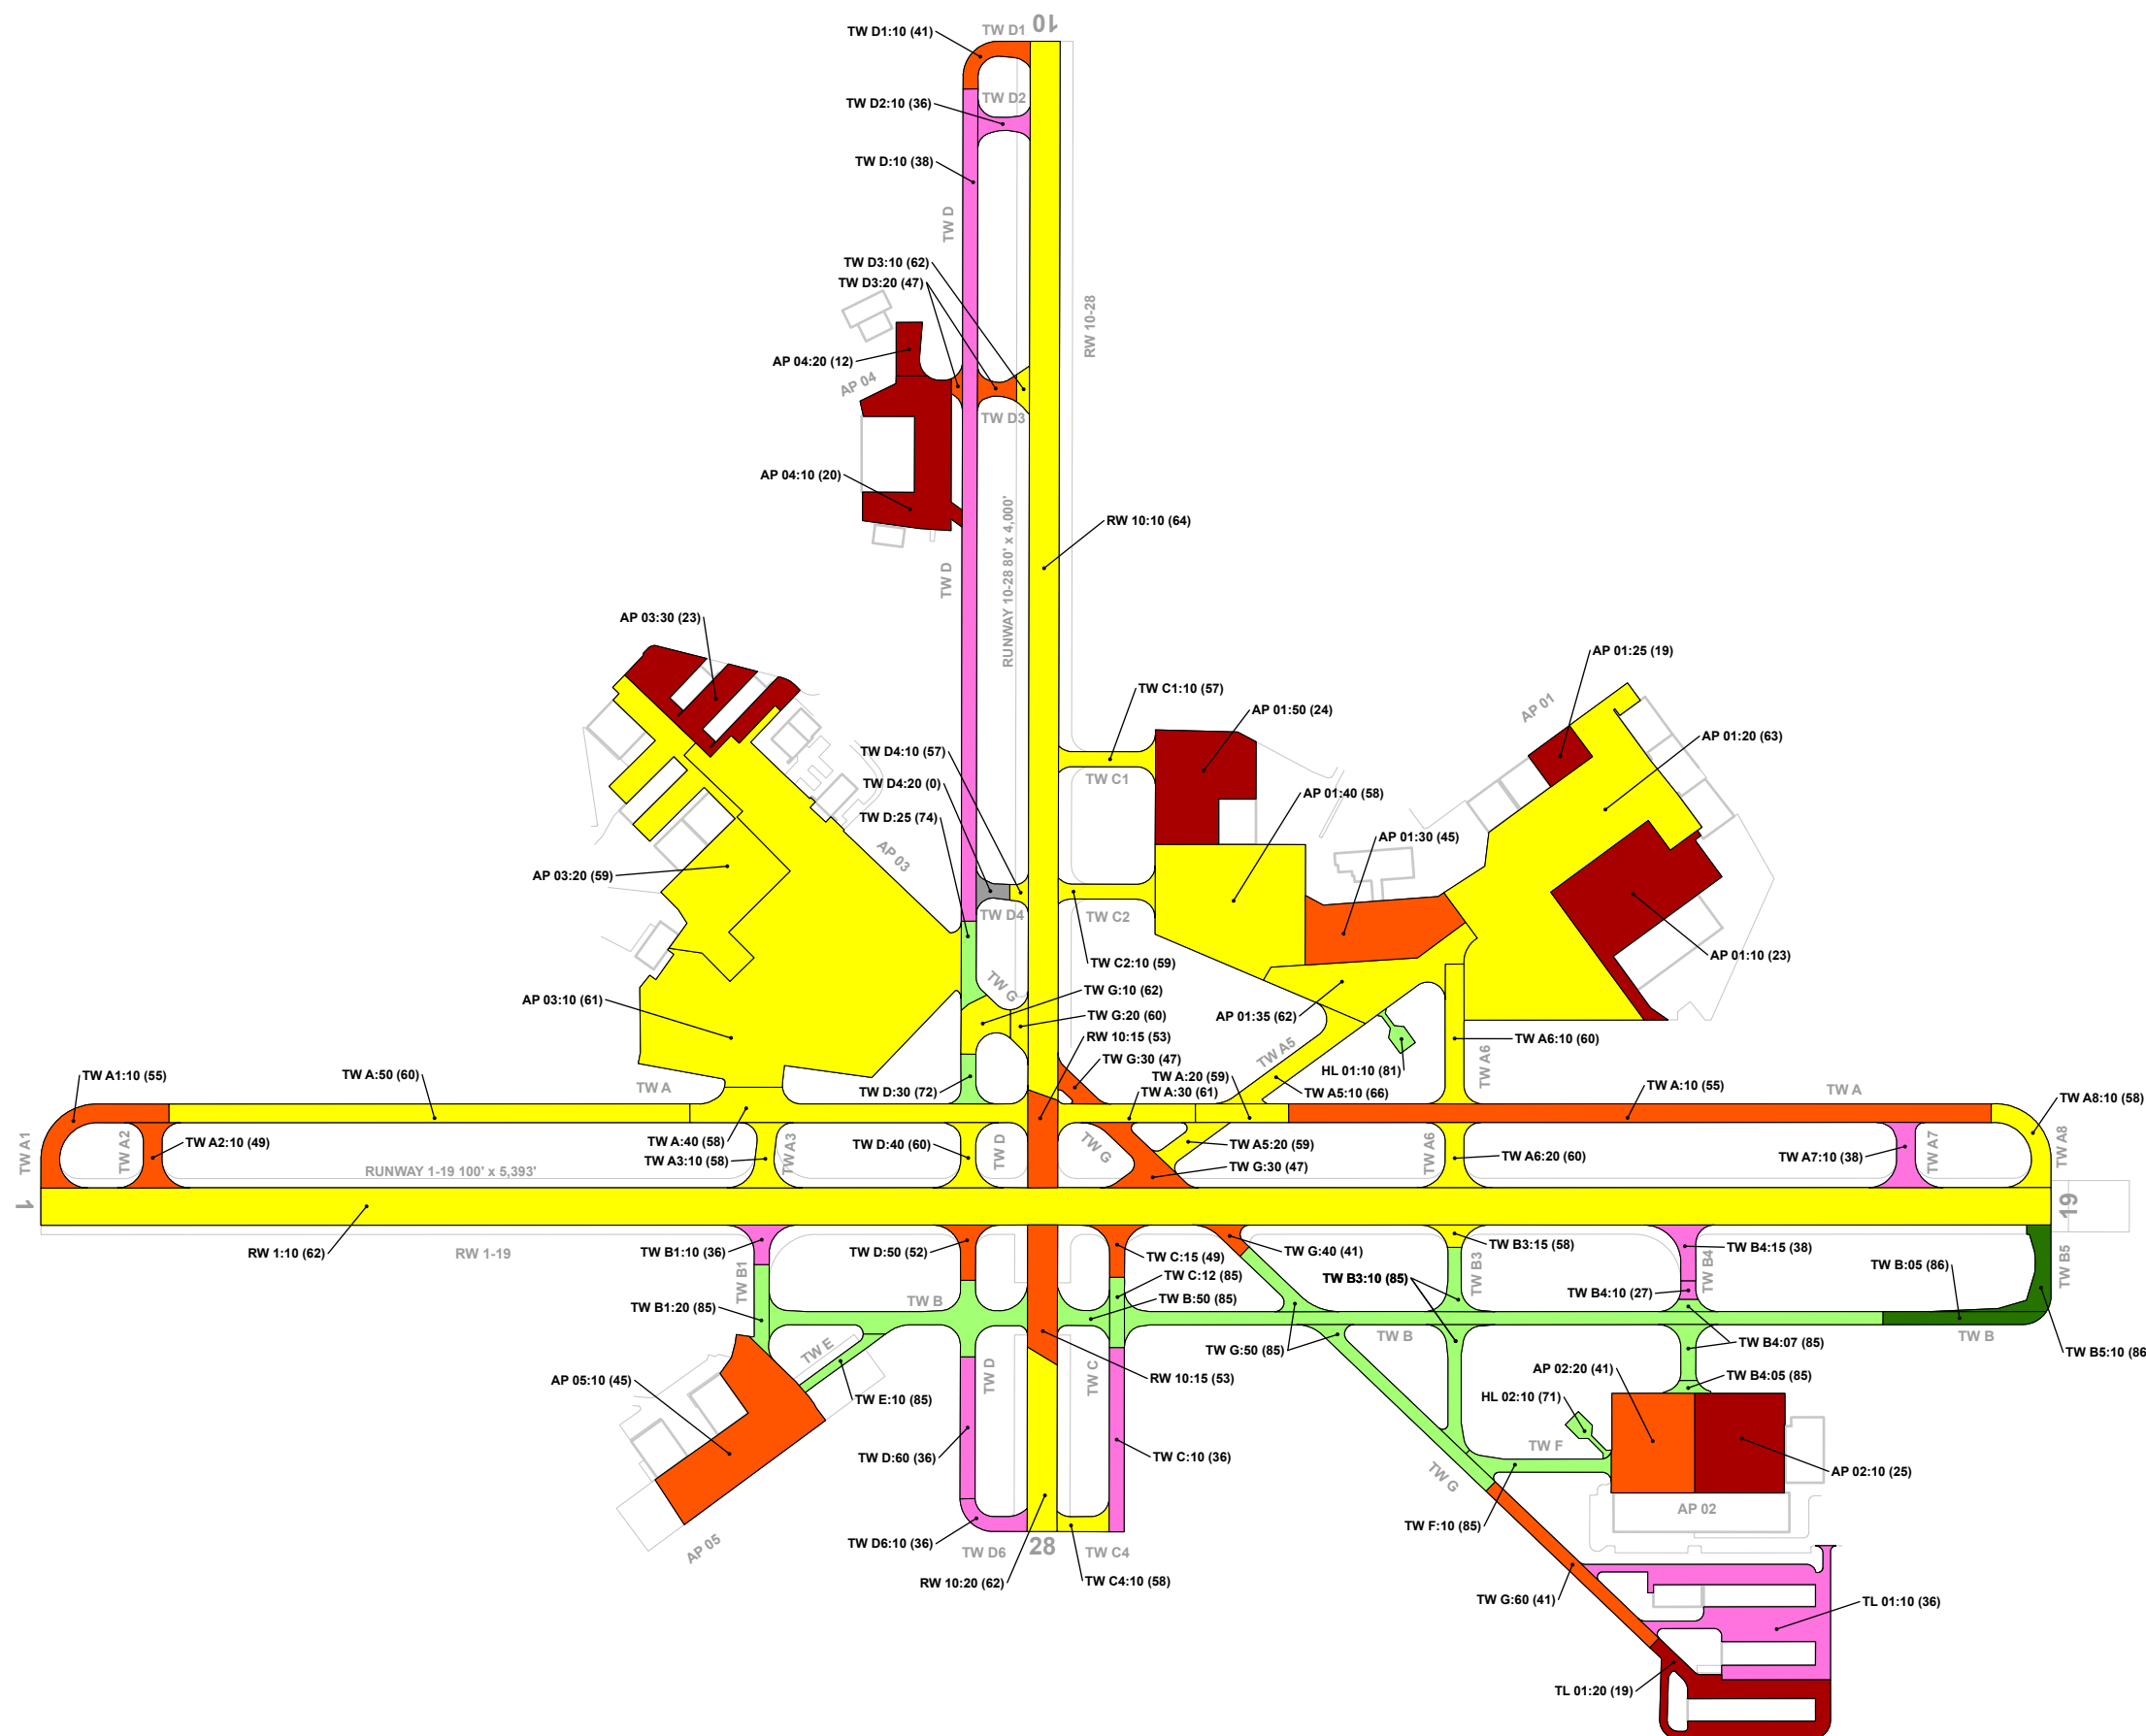 10
TW D1
TW D1:10 (41)
TW D2
TW D2:10 (36)
TW D:10 (38)
TW D
TW D3:10 (62)
TW D3:20 (47)
RW 10-28
AP 04:20 (12)
AP 04
TW D3
AP 04:10 (20)
RW 10:10 (64)
RUNWAY 10-28 80' x 4,000'
TW D
AP 03:30 (23)
AP 01:25 (19)
TW C1:10 (57)
AP 01:50 (24)
AP 01
AP 01:20 (63)
TW D4:10 (57)
TW C1
TW D4:20 (0)
AP 01:40 (58)
TW D:25 (74)
AP 01:30 (45)
AP 03
AP 03:20 (59)
TW D4
TW C2
AP 01:10 (23)
TW C2:10 (59)
TW G
TW G:10 (62)
AP 03:10 (61)
TW G:20 (60)
AP 01:35 (62)
RW 10:15 (53)
TW A6:10 (60)
TW A5
TW A6
TW G:30 (47)
HL 01:10 (81)
TW A1:10 (55)
TW A:50 (60)
TW A
TW D:30 (72)
TW A:20 (59)
TW A:30 (61)
TW A5:10 (66)
TW A:10 (55)
TW A
TW A8:10 (58)
TW A1
TW A2
TW A2:10 (49)
TW A:40 (58)
TW A3:10 (58)
TW A3
TW D:40 (60)
TW D
TW G
TW A5:20 (59)
TW A6
TW A6:20 (60)
TW A7:10 (38)
TW A7
TW A8
RUNWAY 1-19 100' x 5,393'
TW G:30 (47)
1
19
RW 1:10 (62)
RW 1-19
TW B1:10 (36)
TW D:50 (52)
TW C:15 (49)
TW G:40 (41)
TW B3:15 (58)
TW B4:15 (38)
TW B:05 (86)
TW B5
TW B1
TW C:12 (85)
TW B3
TW B3:10 (85)
TW B4
TW B4:10 (27)
TW B1:20 (85)
TW B
TW B:50 (85)
TW B
TW B
TW G:50 (85)
TW B4:07 (85)
TW B5:10 (86
TW E
TW D
TW C
AP 05:10 (45)
RW 10:15 (53)
AP 02:20 (41)
TW B4:05 (85)
TW E:10 (85)
HL 02:10 (71)
TW D:60 (36)
TW C:10 (36)
TW F
TW G
AP 02:10 (25)
AP 02
AP 05
TW D6:10 (36)
TW D6
28
TW C4
TW F:10 (85)
RW 10:20 (62)
TW C4:10 (58)
TW G:60 (41)
TL 01:10 (36)
TL 01:20 (19)